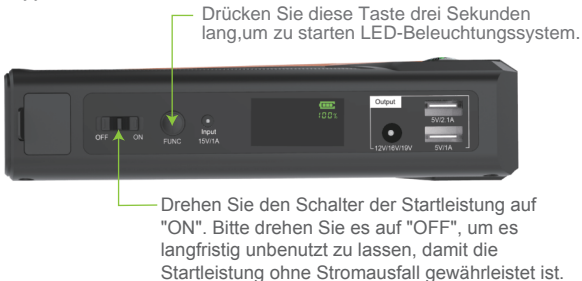 Drücken Sie diese Taste drei Sekunden
lang,um zu starten LED-Beleuchtungssystem.
100%
Output
OFF
ON
FUNC
Input
15V/1A
12V/16V/19V
5V/2.1A
5V/1A
Drehen Sie den Schalter der Startleistung auf
"ON". Bitte drehen Sie es auf "OFF", um es
langfristig unbenutzt zu lassen, damit die
Startleistung ohne Stromausfall gewährleistet ist.